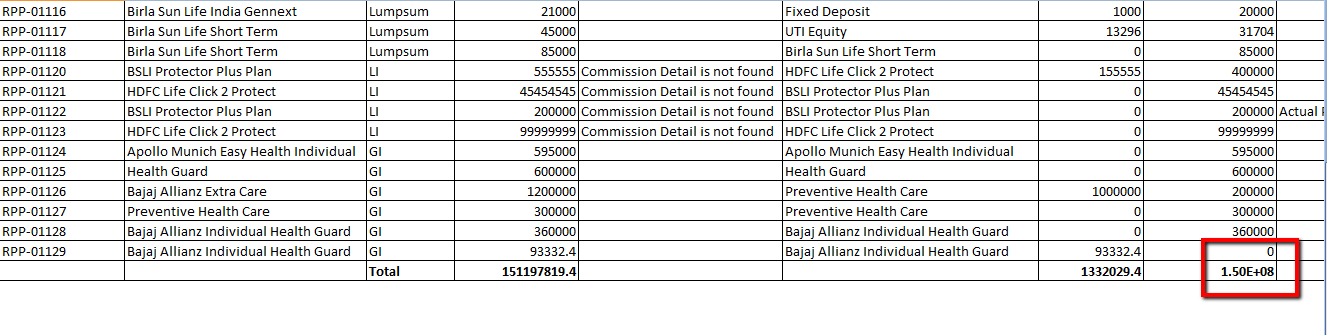 RPP-01116 Birla Sun Life India Gennext Lumpsum 21000 Fixed Deposit 1000 20000
RPP-01117 Birla Sun Life Short Term Lumpsum 45000 UTI Equity 13296 31704
RPP-01118 Birla Sun Life Short Term Lumpsum 85000 Birla Sun Life Short Term 0 85000
RPP-01120 BSLI Protector Plus Plan LI 555555 Commission Detail is not found HDFC Life Click 2 Protect 155555 400000
RPP-01121 HDFC Life Click 2 Protect LI 45454545 Commission Detail is not found BSLI Protector Plus Plan 0 45454545
RPP-01122 BSLI Protector Plus Plan LI 200000 Commission Detail is not found BSLI Protector Plus Plan 0 200000 Actual
RPP-01123 HDFC Life Click 2 Protect LI 99999999 Commission Detail is not found HDFC Life Click 2 Protect 0 99999999
RPP-01124 Apollo Munich Easy Health Individual GI 595000 Apollo Munich Easy Health Individual 0 595000
RPP-01125 Health Guard GI 600000 Health Guard 0 600000
RPP-01126 Bajaj Allianz Extra Care GI 1200000 Preventive Health Care 1000000 200000
RPP-01127 Preventive Health Care GI 300000 Preventive Health Care 0 300000
RPP-01128 Bajaj Allianz Individual Health Guard GI 360000 Bajaj Allianz Individual Health Guard 0 360000
RPP-01129 Bajaj Allianz Individual Health Guard GI 93332.4 Bajaj Allianz Individual Health Guard 93332.4 0
Total 151197819.4 1332029.4 1.50E+08